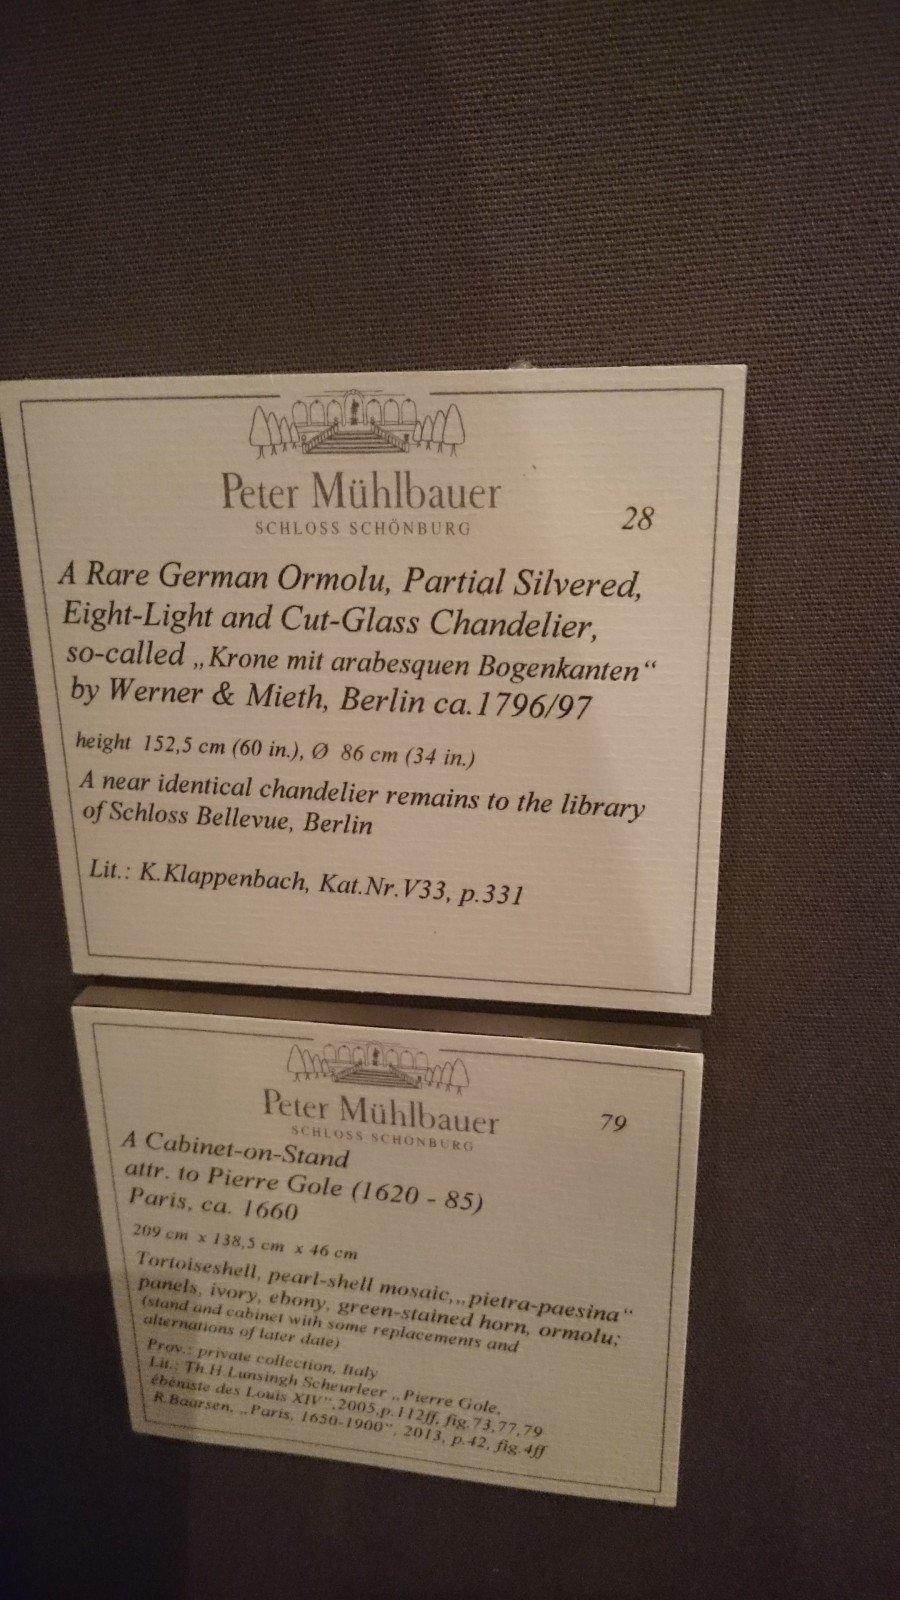 Peter Mühlbauer
SCHLOSS SCHÖNBURG
28
A Rare German Ormolu, Partial Silvered,
Eight-Light and Cut-Glass Chandelier,
so-called „Krone mit arabesquen Bogenkanten“
by Werner & Mieth, Berlin ca.1796/97
height 152,5 cm (60 in.), Ø 86 cm (34 in.)
A near identical chandelier remains to the library
of Schloss Bellevue, Berlin
Lit.: K.Klappenbach, Kat.Nr.V33, p.331
Peter Mühlbauer
SCHLOSS SCHÖNBURG
79
A Cabinet-on-Stand
attr. to Pierre Gole (1620 - 85)
Paris, ca. 1660
209 cm x 138,5 cm x 46 cm
Tortoiseshell, pearl-shell mosaic,„pietra-paesina“
panels, ivory, ebony, green-stained horn, ormolu;
(stand and cabinet with some replacements and
alternations of later date)
Prov.: private collection, Italy
Lit.: Th.H.Lunsingh Scheurleer „Pierre Gole,
ébéniste des Louis XIV“,2005,p.112ff, fig.73,77,79
R.Baarsen, „Paris, 1650-1900“, 2013, p.42, fig.4ff